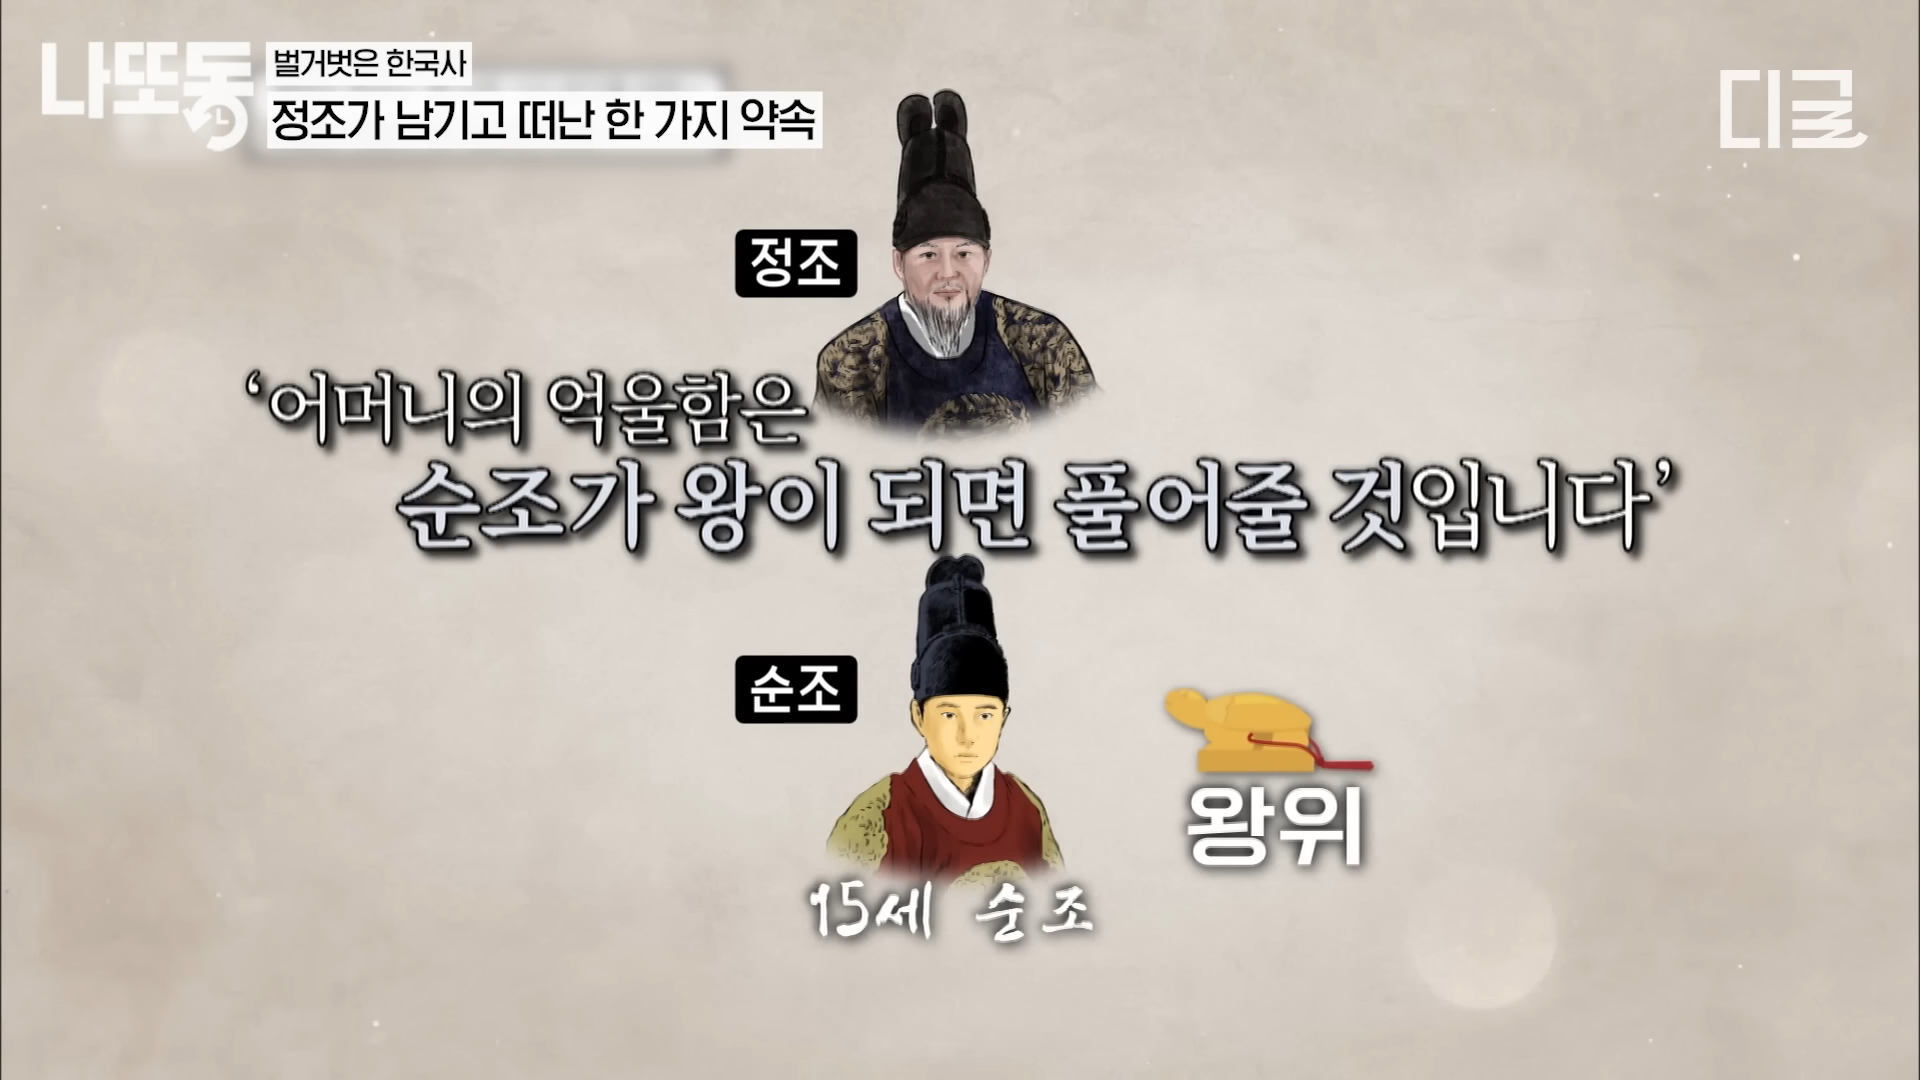 나또동
벌거벗은 한국사
정조가 남기고 떠난 한 가지 약속
디글
정조
‘어머니의 억울함은
순조가 왕이 되면 풀어줄 것입니다’
순조
왕위
15세 순조